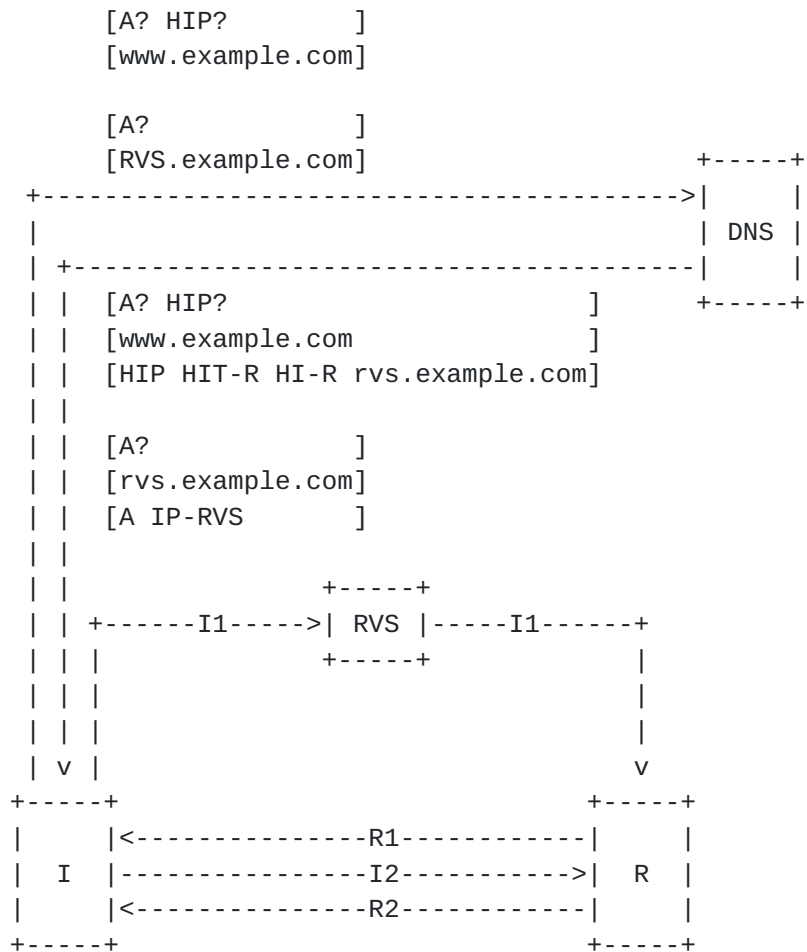 [A? HIP?        ]
[www.example.com]
[A?             ]
[RVS.example.com]
DNS
[A? HIP?                       ]
[www.example.com               ]
[HIP HIT-R HI-R rvs.example.com]
[A?             ]
[rvs.example.com]
[A IP-RVS       ]
I1 RVS I1
R1
I I2 R
R2